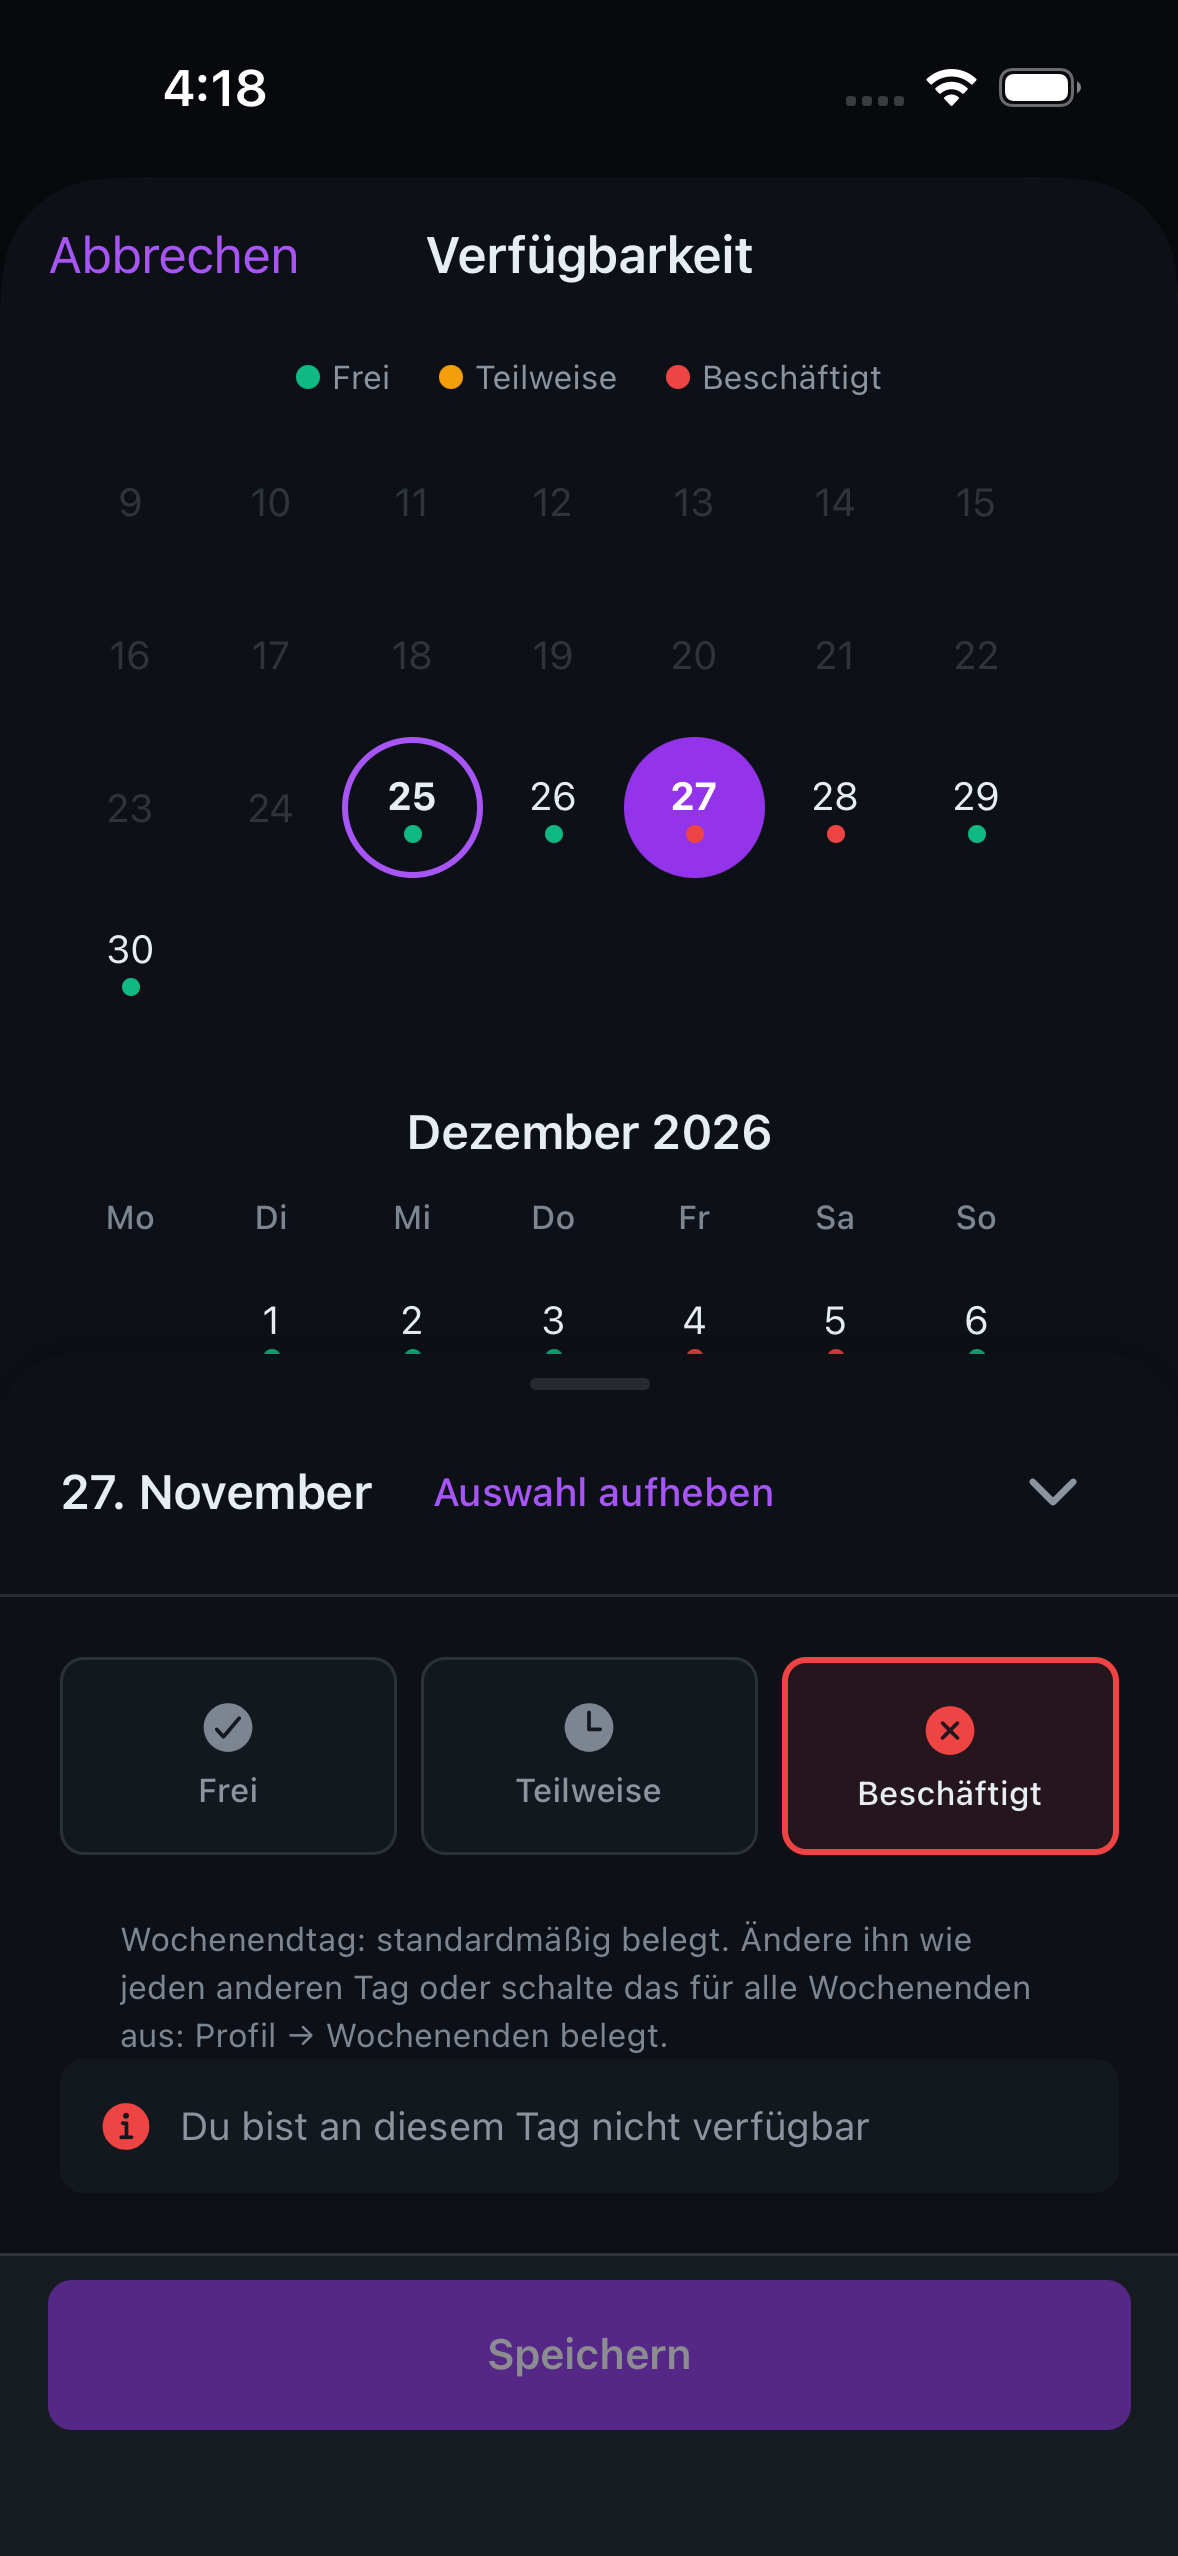 4:18
Abbrechen
Verfügbarkeit
Frei
Teilweise
Beschäftigt
9 10 11 12 13 14 15
16 17 18 19 20 21 22
23 24 25 26 27 28 29
30
Dezember 2026
Mo Di Mi Do Fr Sa So
1 2 3 4 5 6
27. November
Auswahl aufheben
Frei
Teilweise
Beschäftigt
Wochenendtag: standardmäßig belegt. Ändere ihn wie
jeden anderen Tag oder schalte das für alle Wochenenden
aus: Profil → Wochenenden belegt.
Du bist an diesem Tag nicht verfügbar
Speichern